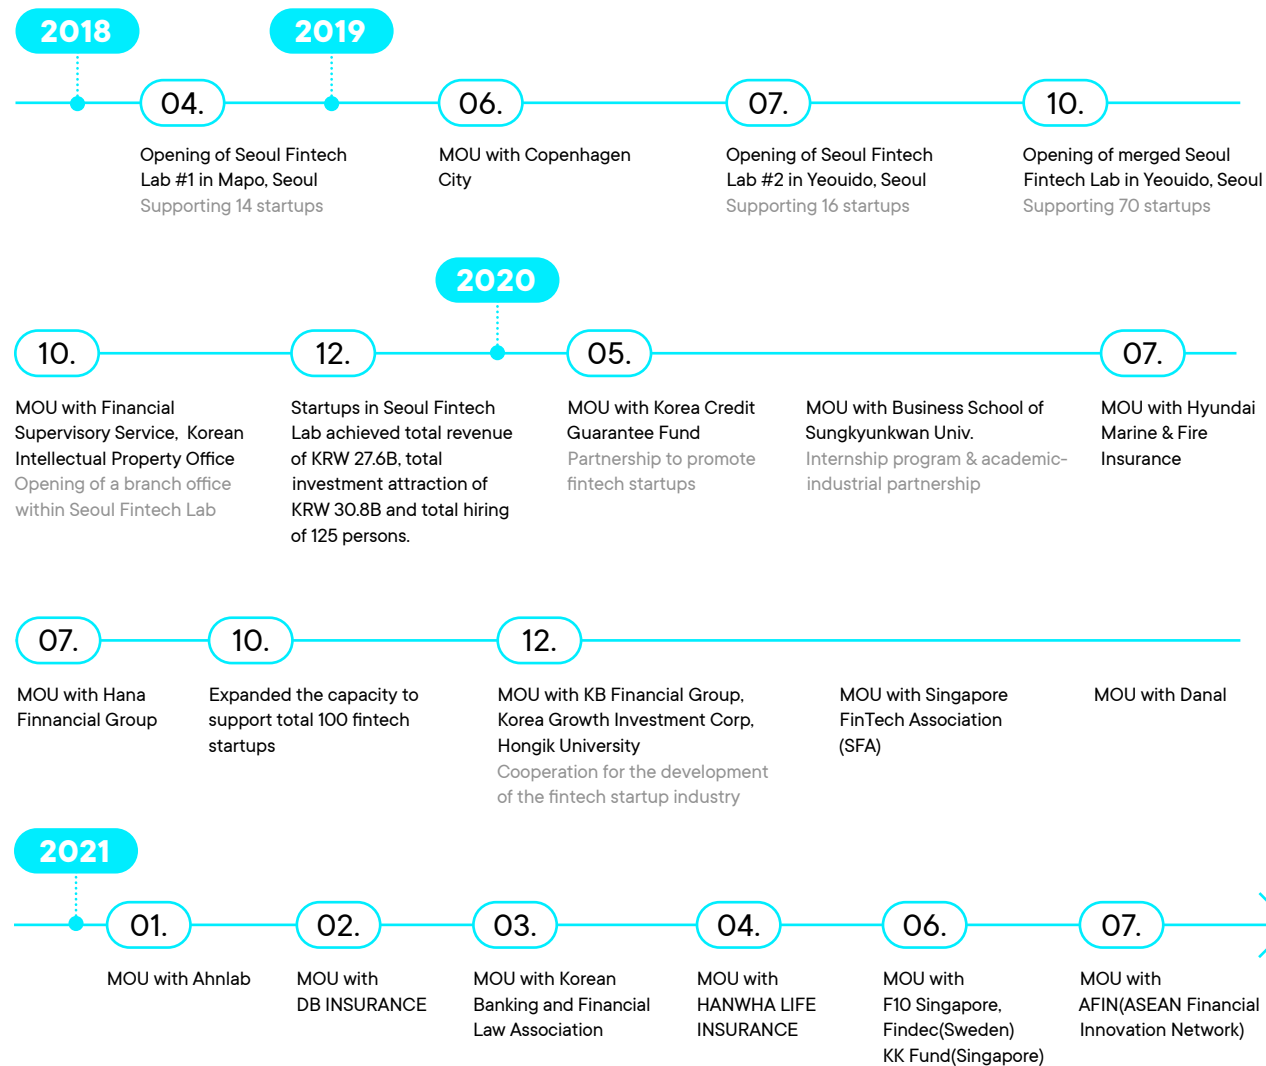 2018
2019
04.
Opening of Seoul Fintech
Lab #1 in Mapo, Seoul
Supporting 14 startups
06.
MOU with Copenhagen
City
07.
Opening of Seoul Fintech
Lab #2 in Yeouido, Seoul
Supporting 16 startups
10.
Opening of merged Seoul
Fintech Lab in Yeouido, Seoul
Supporting 70 startups
2020
10.
MOU with Financial
Supervisory Service, Korean
Intellectual Property Office
Opening of a branch office
within Seoul Fintech Lab
12.
Startups in Seoul Fintech
Lab achieved total revenue
of KRW 27.6B, total
investment attraction of
KRW 30.8B and total hiring
of 125 persons.
05.
MOU with Korea Credit
Guarantee Fund
Partnership to promote
fintech startups
MOU with Business School of
Sungkyunkwan Univ.
Internship program & academic-
industrial partnership
07.
MOU with Hyundai
Marine & Fire
Insurance
07.
MOU with Hana
Finnancial Group
10.
Expanded the capacity to
support total 100 fintech
startups
12.
MOU with KB Financial Group,
Korea Growth Investment Corp,
Hongik University
Cooperation for the development
of the fintech startup industry
MOU with Singapore
FinTech Association
(SFA)
MOU with Danal
2021
01.
MOU with Ahnlab
02.
MOU with
DB INSURANCE
03.
MOU with Korean
Banking and Financial
Law Association
04.
MOU with
HANWHA LIFE
INSURANCE
06.
MOU with
F10 Singapore,
Findec(Sweden)
KK Fund(Singapore)
07.
MOU with
AFIN(ASEAN Financial
Innovation Network)